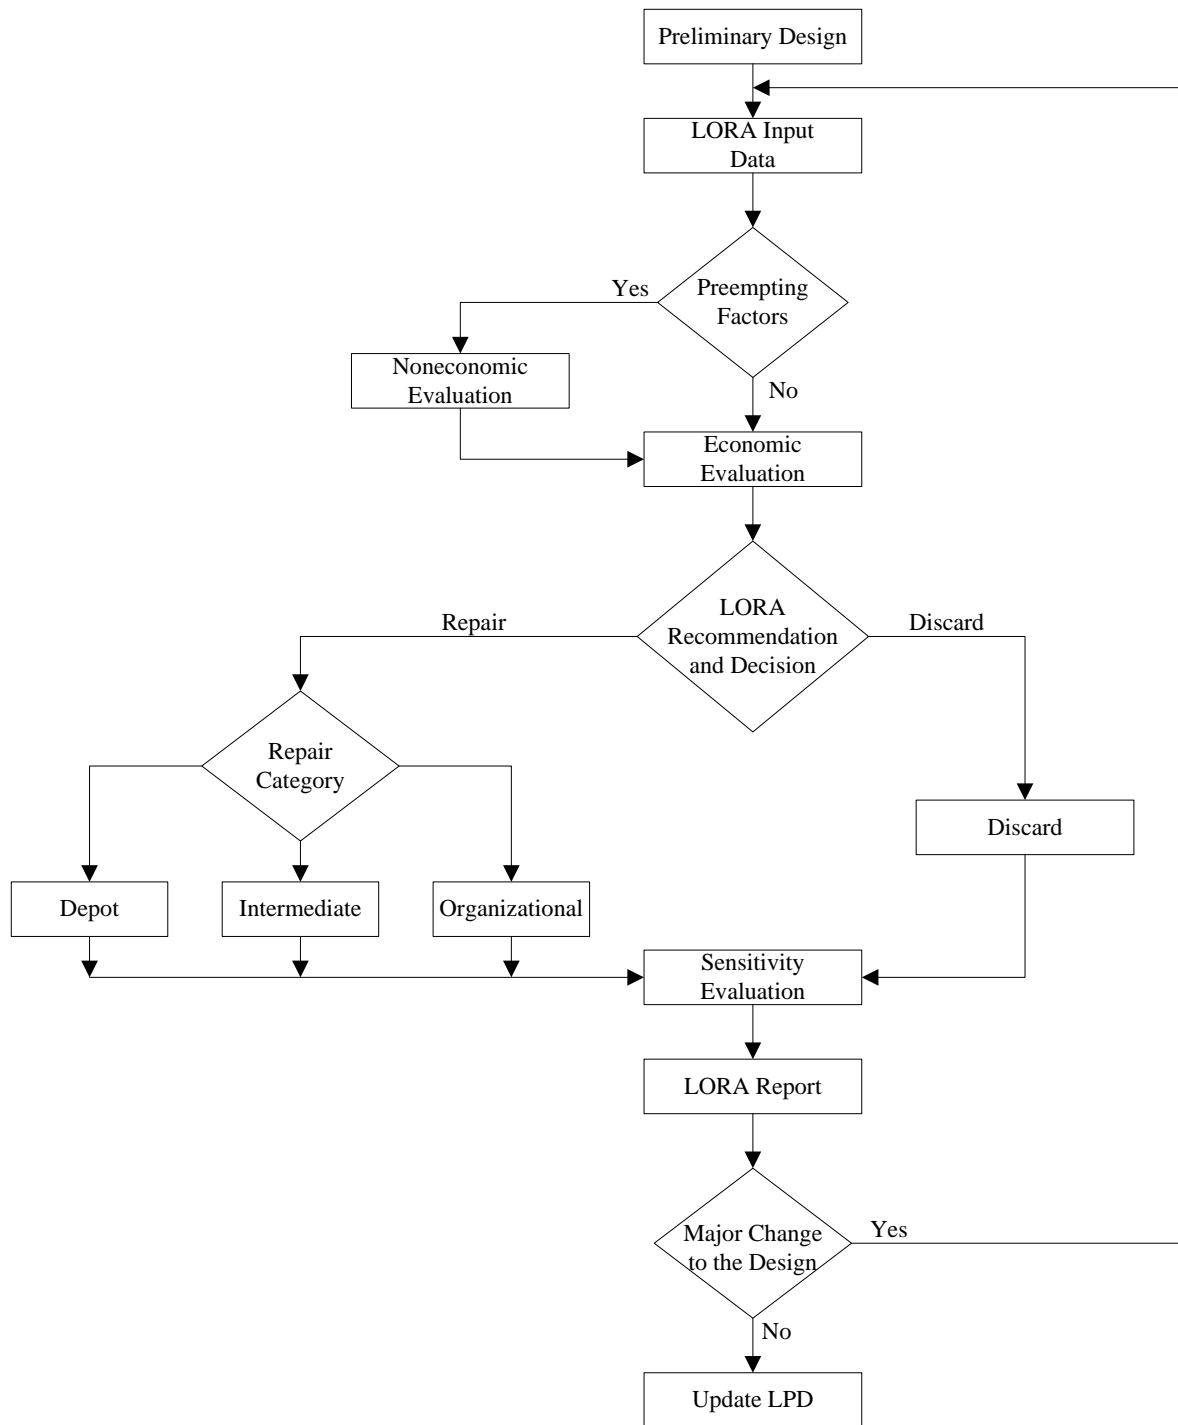 Preliminary Design
LORA Input
Data
Preempting
Factors
Yes
No
Noneconomic
Evaluation
Economic
Evaluation
LORA
Recommendation
and Decision
Repair
Discard
Repair
Category
Discard
Depot
Intermediate
Organizational
Sensitivity
Evaluation
LORA Report
Major Change
to the Design
Yes
No
Update LPD